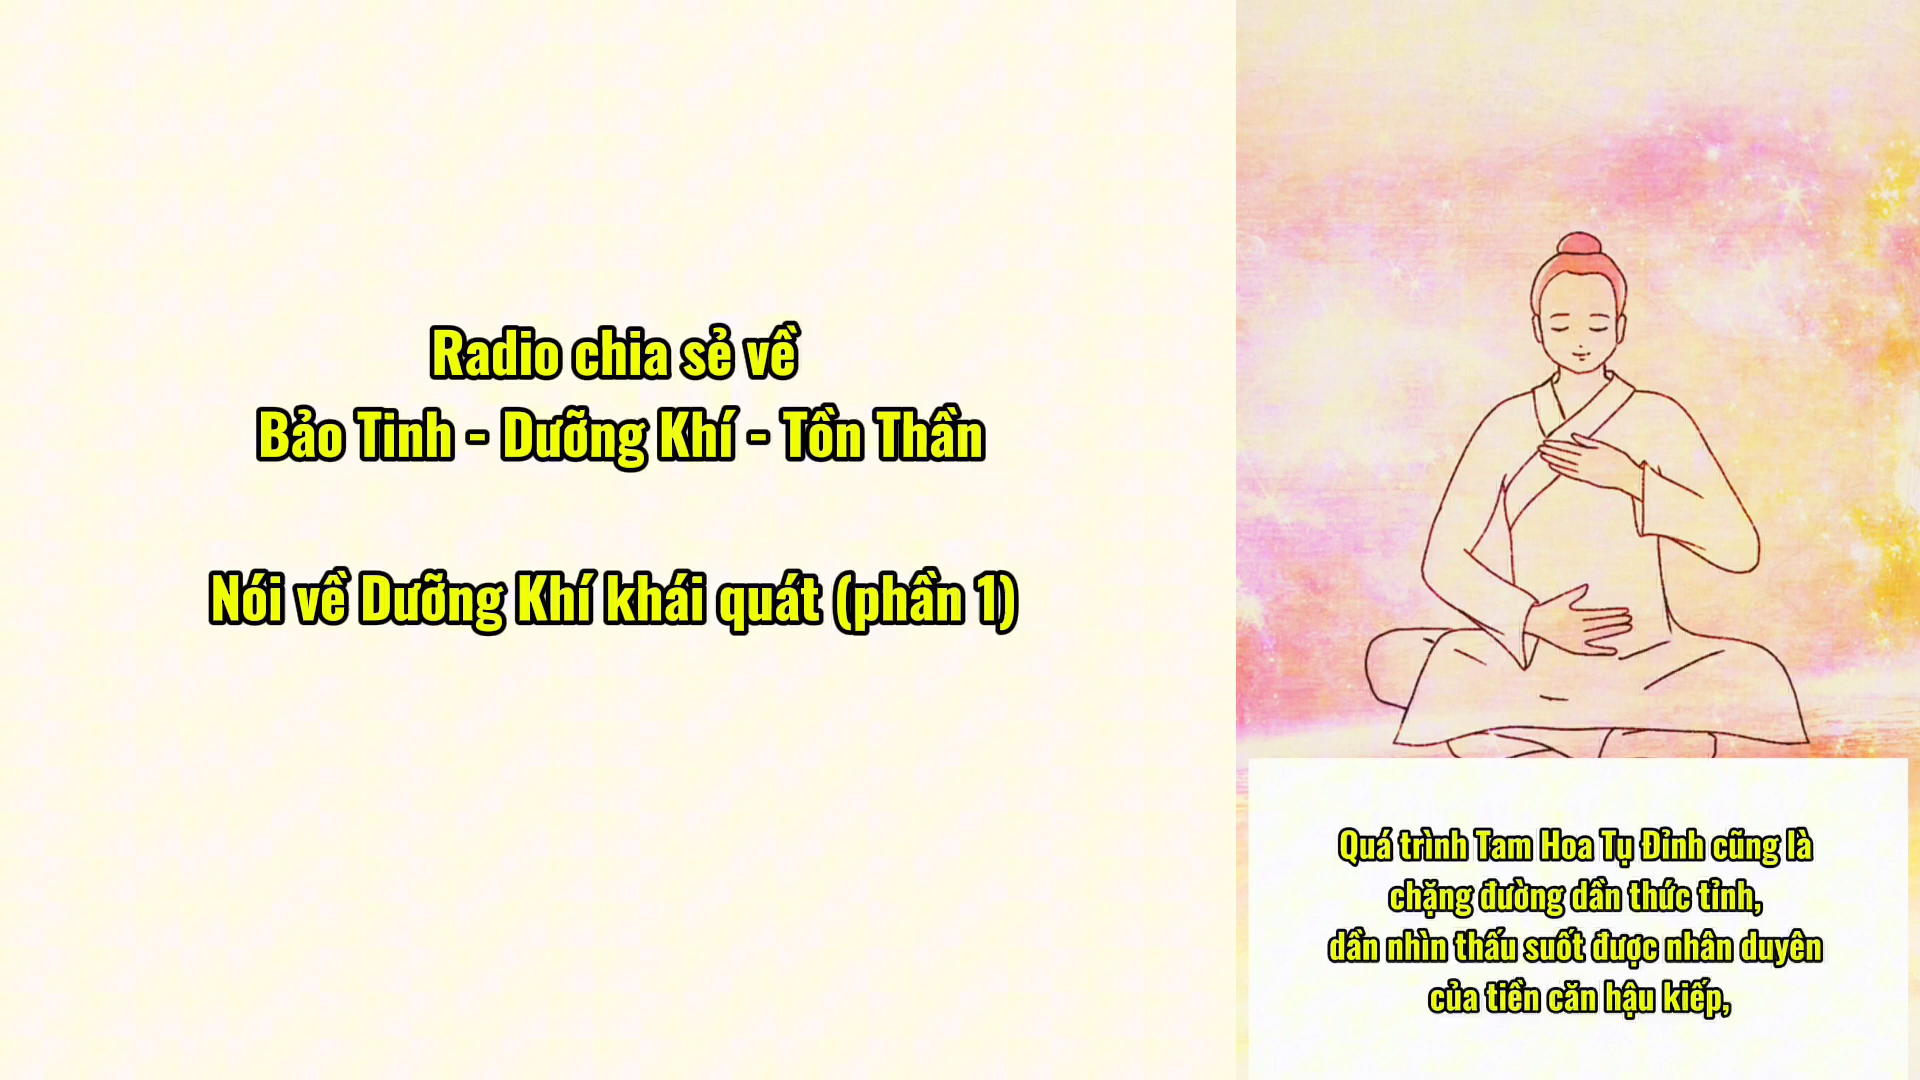 Radio chia sẻ về
Bảo Tinh - Dưỡng Khí - Tồn Thần
Nói về Dưỡng Khí khái quát (phần 1)
Quá trình Tam Hoa Tụ Đỉnh cũng là
chặng đường dần thức tỉnh,
dần nhìn thấu suốt được nhân duyên
của tiền căn hậu kiếp,